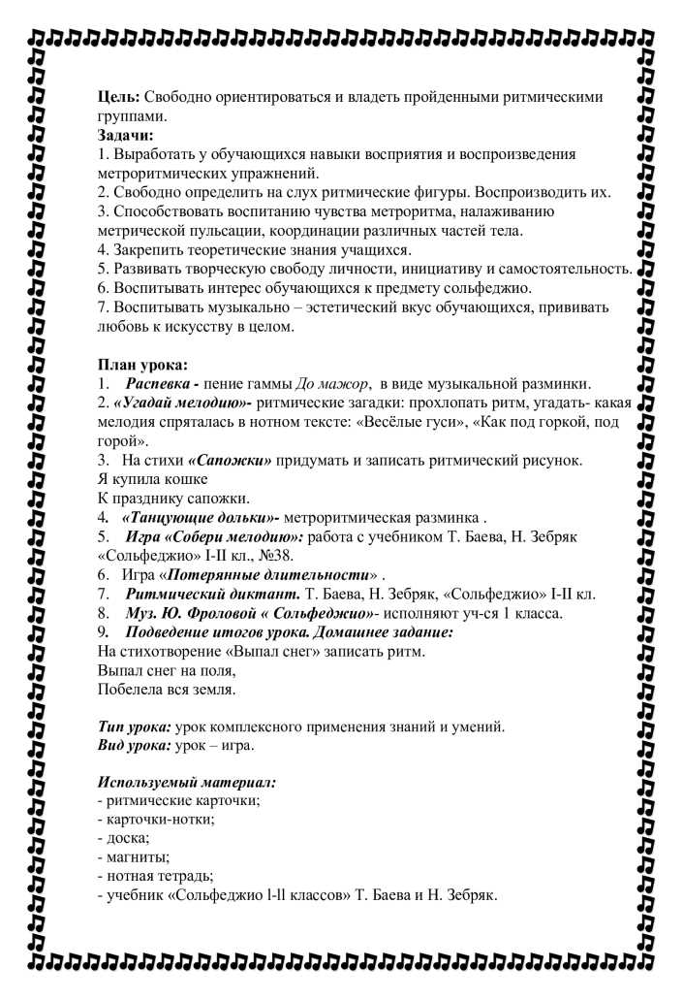 Цель: Свободно ориентироваться и владеть пройденными ритмическими
группами.
Задачи:
1. Выработать у обучающихся навыки восприятия и воспроизведения
метроритмических упражнений.
2. Свободно определить на слух ритмические фигуры. Воспроизводить их.
3. Способствовать воспитанию чувства метроритма, налаживанию
метрической пульсации, координации различных частей тела.
4. Закрепить теоретические знания учащихся.
5. Развивать творческую свободу личности, инициативу и самостоятельность.
6. Воспитывать интерес обучающихся к предмету сольфеджио.
7. Воспитывать музыкально – эстетический вкус обучающихся, прививать
любовь к искусству в целом.
План урока:
1. Распевка - пение гаммы До мажор, в виде музыкальной разминки.
2. «Угадай мелодию»- ритмические загадки: прохлопать ритм, угадать- какая
мелодия спряталась в нотном тексте: «Весёлые гуси», «Как под горкой, под
горой».
3. На стихи «Сапожки» придумать и записать ритмический рисунок.
Я купила кошке
К празднику сапожки.
4. «Танцующие дольки»- метроритмическая разминка .
5. Игра «Собери мелодию»: работа с учебником Т. Баева, Н. Зебряк
«Сольфеджио» I-II кл., №38.
6. Игра «Потерянные длительности» .
7. Ритмический диктант. Т. Баева, Н. Зебряк, «Сольфеджио» I-II кл.
8. Муз. Ю. Фроловой « Сольфеджио»- исполняют уч-ся 1 класса.
9. Подведение итогов урока. Домашнее задание:
На стихотворение «Выпал снег» записать ритм.
Выпал снег на поля,
Побелела вся земля.
Тип урока: урок комплексного применения знаний и умений.
Вид урока: урок – игра.
Используемый материал:
- ритмические карточки;
- карточки-нотки;
- доска;
- магниты;
- нотная тетрадь;
- учебник «Сольфеджио l-ll классов» Т. Баева и Н. Зебряк.